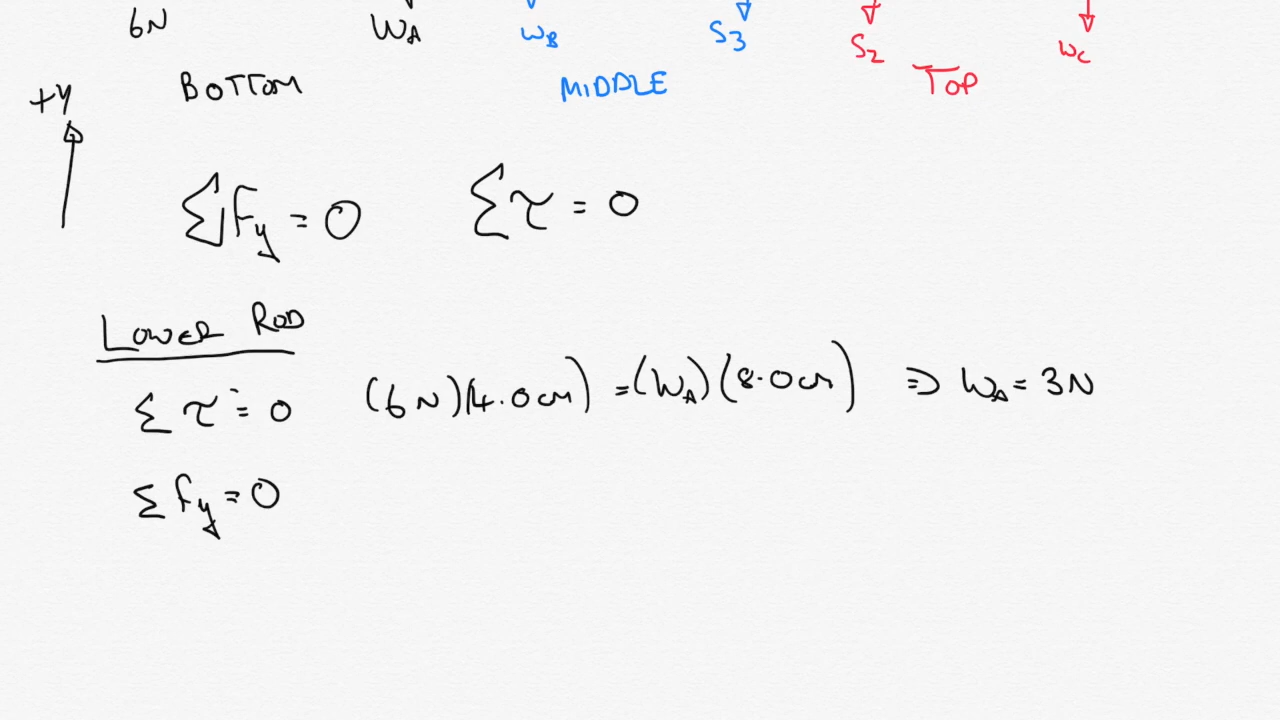 6N WA WB S3 S2 WC
+Y BOTTOM MIDDLE TOP
ΣFy = 0 Στ = 0
LOWER ROD
Στ = 0 (6N)(4.0cm) = (WA)(8.0cm) ⇒ WA = 3N
ΣFy = 0